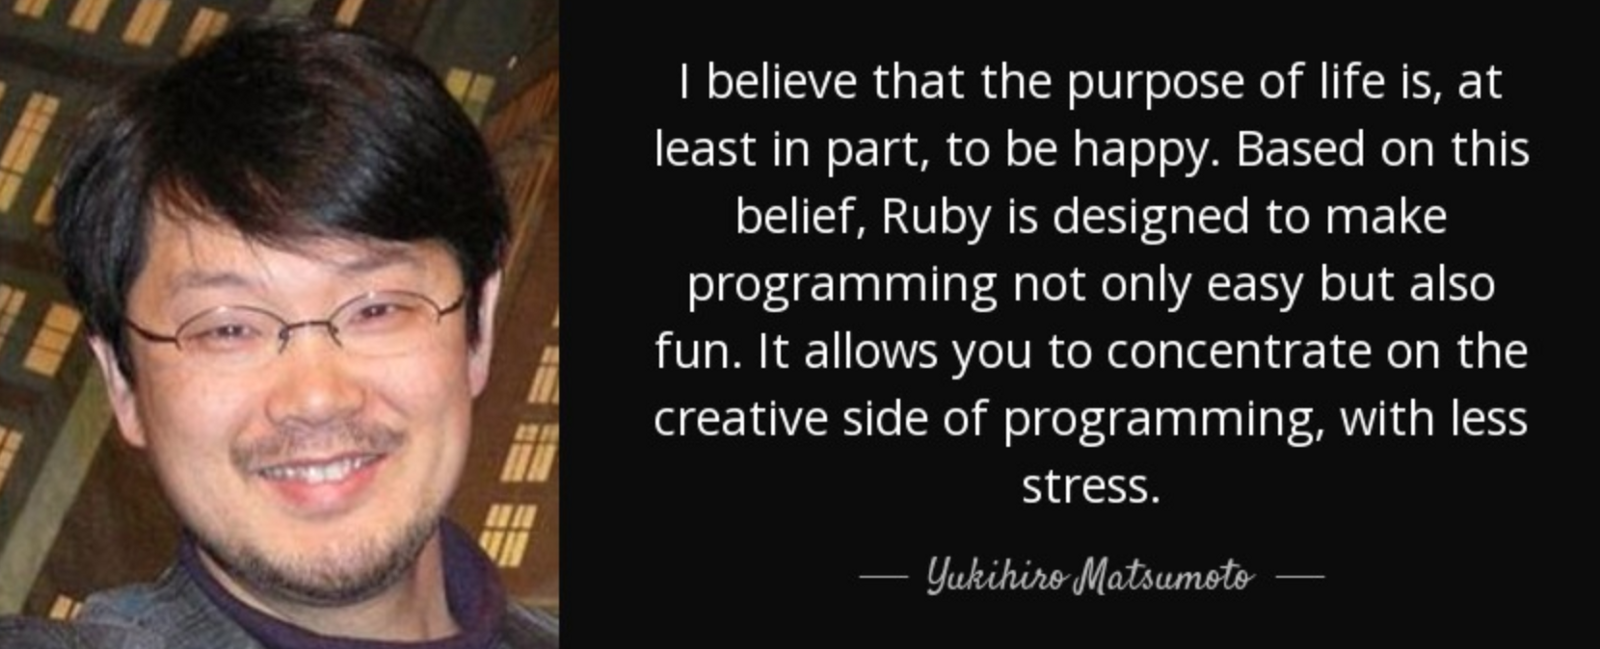 I believe that the purpose of life is, at
least in part, to be happy. Based on this
belief, Ruby is designed to make
programming not only easy but also
fun. It allows you to concentrate on the
creative side of programming, with less
stress.
— Yukihiro Matsumoto —